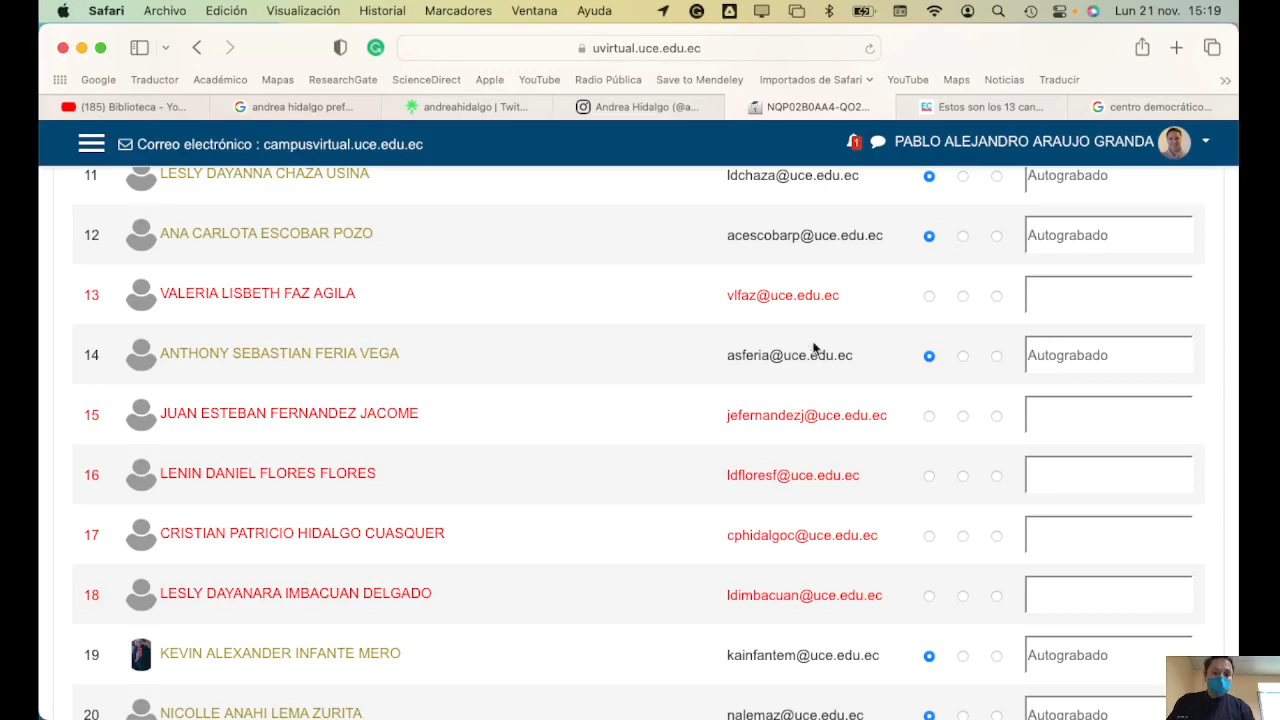 Safari Archivo Edición Visualización Historial Marcadores Ventana Ayuda Lun 21 nov. 15:19
uvirtual.uce.edu.ec
Google Traductor Académico Mapas ResearchGate ScienceDirect Apple YouTube Radio Pública Save to Mendeley Importados de Safari YouTube Maps Noticias Traducir
(185) Biblioteca - Yo... andrea hidalgo pref... andreahidalgo | Twit... Andrea Hidalgo (@a... NQP02B0AA4-QO2... Estos son los 13 can... centro democrático...
Correo electrónico : campusvirtual.uce.edu.ec 1 PABLO ALEJANDRO ARAUJO GRANDA
11 LESLY DAYANNA CHAZA USINA ldchaza@uce.edu.ec Autograbado
12 ANA CARLOTA ESCOBAR POZO acescobarp@uce.edu.ec Autograbado
13 VALERIA LISBETH FAZ AGILA vlfaz@uce.edu.ec
14 ANTHONY SEBASTIAN FERIA VEGA asferia@uce.edu.ec Autograbado
15 JUAN ESTEBAN FERNANDEZ JACOME jefernandezj@uce.edu.ec
16 LENIN DANIEL FLORES FLORES ldfloresf@uce.edu.ec
17 CRISTIAN PATRICIO HIDALGO CUASQUER cphidalgoc@uce.edu.ec
18 LESLY DAYANARA IMBACUAN DELGADO ldimbacuan@uce.edu.ec
19 KEVIN ALEXANDER INFANTE MERO kainfantem@uce.edu.ec Autograbado
20 NICOLLE ANAHI LEMA ZURITA nalemaz@uce.edu.ec Autograbado